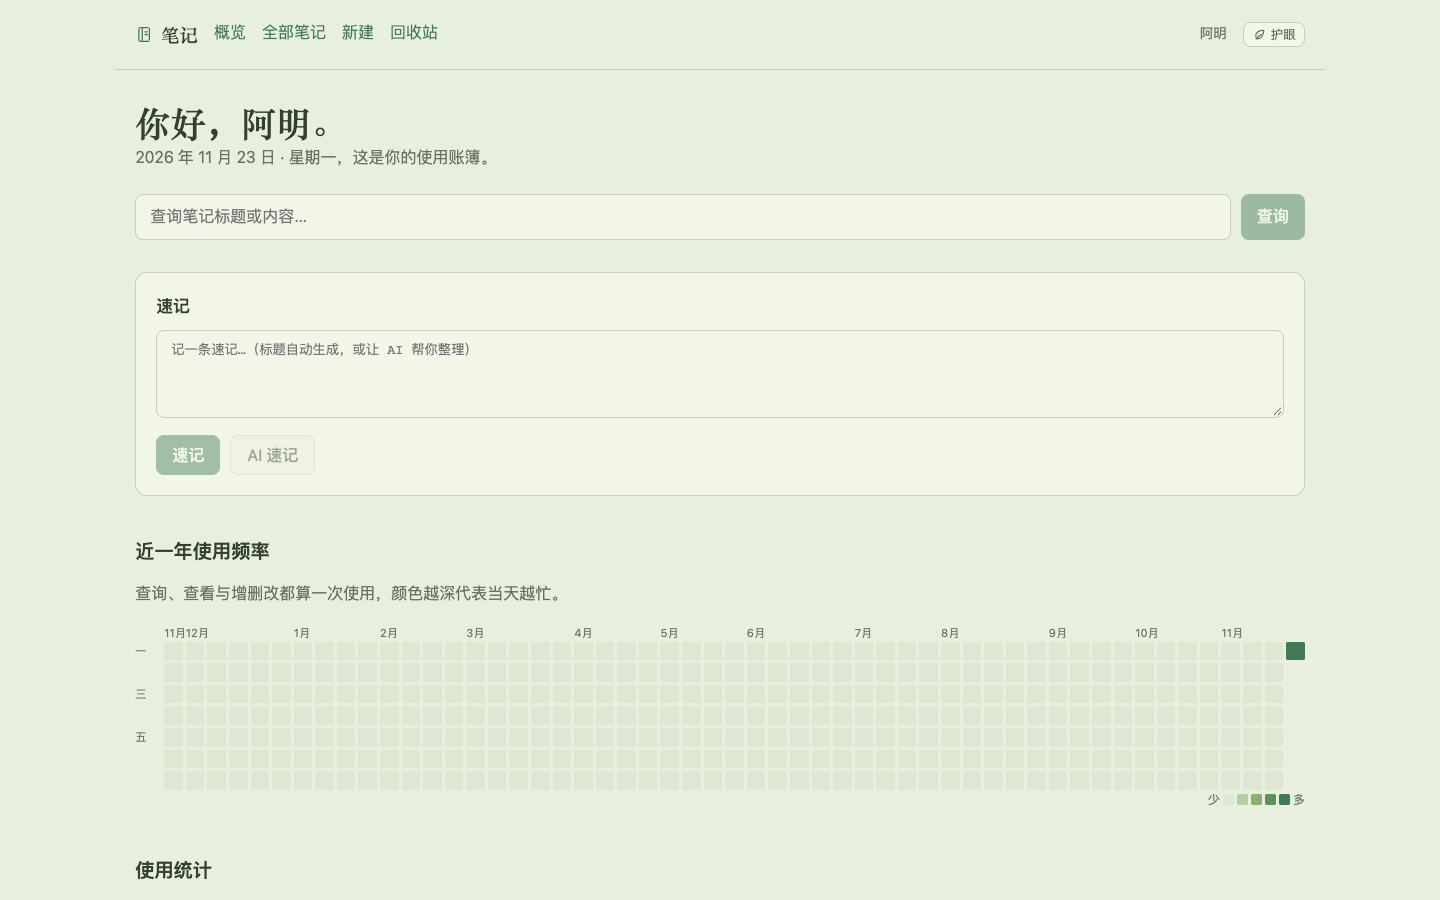 笔记 概览 全部笔记 新建 回收站 阿明 护眼
你好，阿明。
2026 年 11 月 23 日 · 星期一，这是你的使用账簿。
查询笔记标题或内容... 查询
速记
记一条速记…（标题自动生成，或让 AI 帮你整理）
速记 AI 速记
近一年使用频率
查询、查看与增删改都算一次使用，颜色越深代表当天越忙。
11月 12月 1月 2月 3月 4月 5月 6月 7月 8月 9月 10月 11月
一
三
五
少 多
使用统计